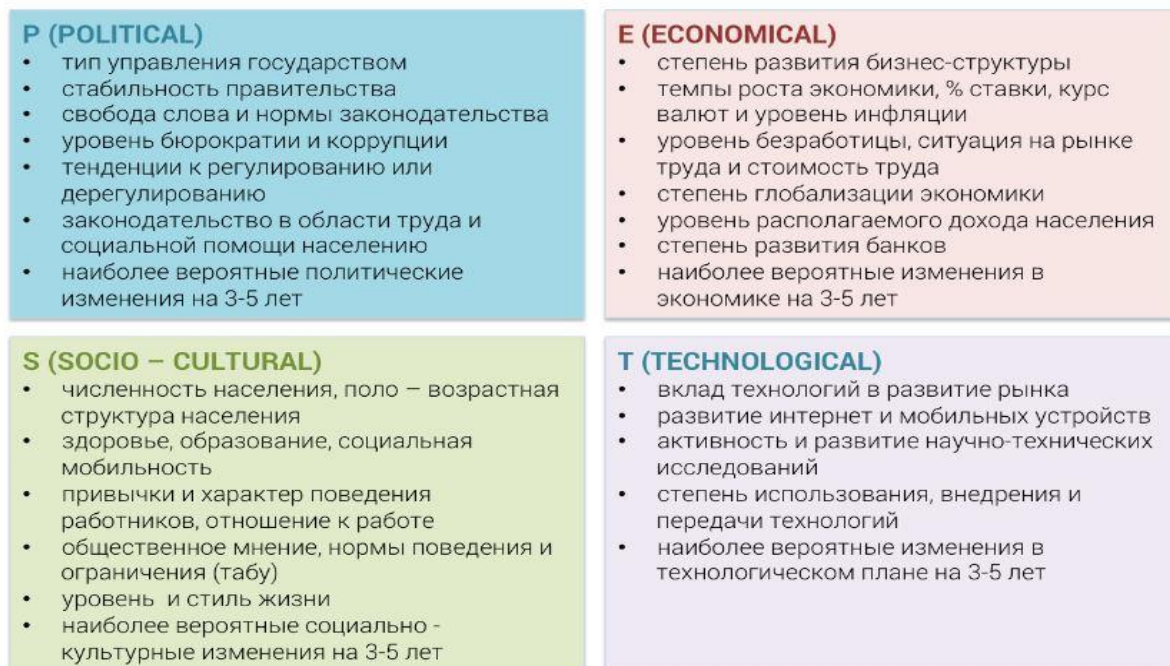 P (POLITICAL)
• тип управления государством
• стабильность правительства
• свобода слова и нормы законодательства
• уровень бюрократии и коррупции
• тенденции к регулированию или
дерегулированию
• законодательство в области труда и
социальной помощи населению
• наиболее вероятные политические
изменения на 3-5 лет
E (ECONOMICAL)
• степень развития бизнес-структуры
• темпы роста экономики, % ставки, курс
валют и уровень инфляции
• уровень безработицы, ситуация на рынке
труда и стоимость труда
• степень глобализации экономики
• уровень располагаемого дохода населения
• степень развития банков
• наиболее вероятные изменения в
экономике на 3-5 лет
S (SOCIO – CULTURAL)
• численность населения, поло – возрастная
структура населения
• здоровье, образование, социальная
мобильность
• привычки и характер поведения
работников, отношение к работе
• общественное мнение, нормы поведения и
ограничения (табу)
• уровень и стиль жизни
• наиболее вероятные социально -
культурные изменения на 3-5 лет
T (TECHNOLOGICAL)
• вклад технологий в развитие рынка
• развитие интернет и мобильных устройств
• активность и развитие научно-технических
исследований
• степень использования, внедрения и
передачи технологий
• наиболее вероятные изменения в
технологическом плане на 3-5 лет